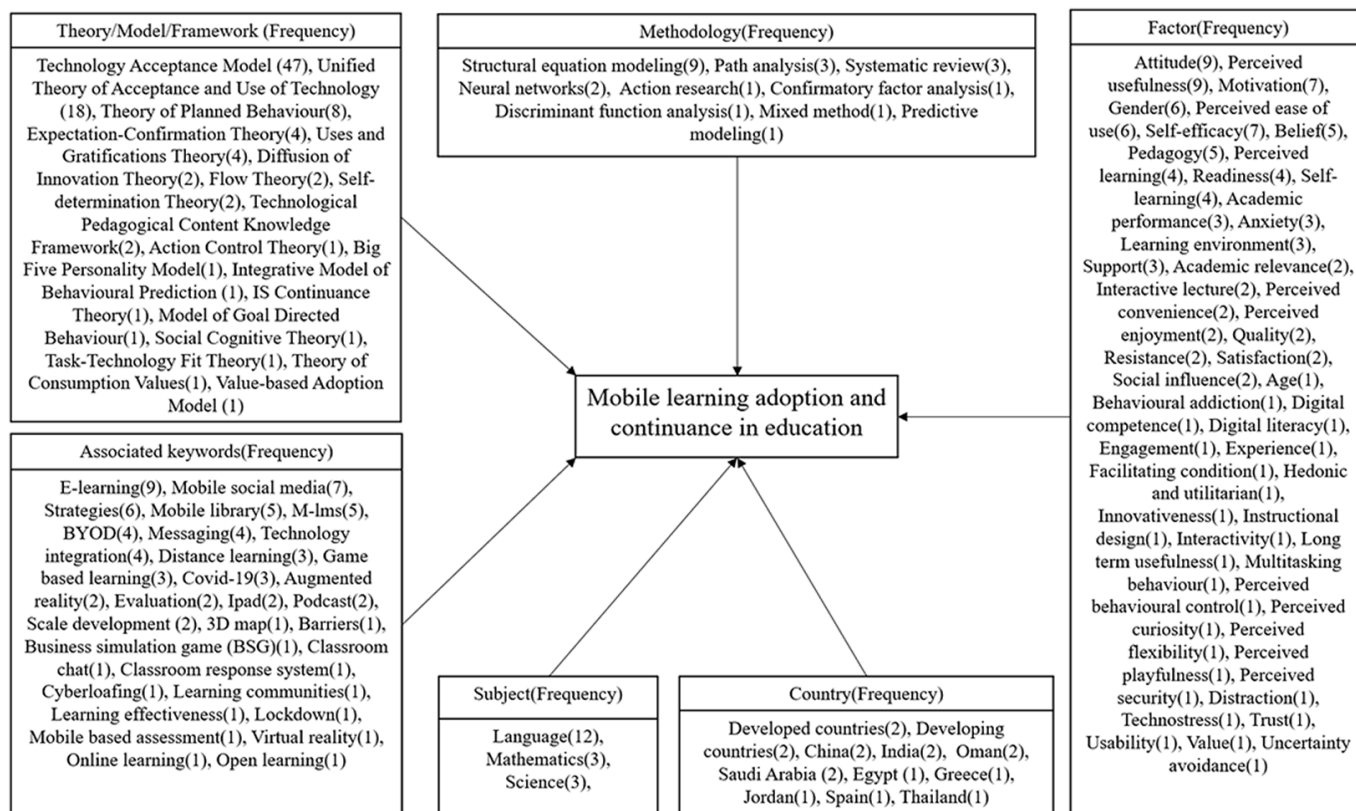 Theory/Model/Framework (Frequency)
Technology Acceptance Model (47), Unified
Theory of Acceptance and Use of Technology
(18), Theory of Planned Behaviour(8),
Expectation-Confirmation Theory(4), Uses and
Gratifications Theory(4), Diffusion of
Innovation Theory(2), Flow Theory(2), Self-
determination Theory(2), Technological
Pedagogical Content Knowledge
Framework(2), Action Control Theory(1), Big
Five Personality Model(1), Integrative Model of
Behavioural Prediction (1), IS Continuance
Theory(1), Model of Goal Directed
Behaviour(1), Social Cognitive Theory(1),
Task-Technology Fit Theory(1), Theory of
Consumption Values(1), Value-based Adoption
Model (1)
Methodology(Frequency)
Structural equation modeling(9), Path analysis(3), Systematic review(3),
Neural networks(2), Action research(1), Confirmatory factor analysis(1),
Discriminant function analysis(1), Mixed method(1), Predictive
modeling(1)
Factor(Frequency)
Attitude(9), Perceived
usefulness(9), Motivation(7),
Gender(6), Perceived ease of
use(6), Self-efficacy(7), Belief(5),
Pedagogy(5), Perceived
learning(4), Readiness(4), Self-
learning(4), Academic
performance(3), Anxiety(3),
Learning environment(3),
Support(3), Academic relevance(2),
Interactive lecture(2), Perceived
convenience(2), Perceived
enjoyment(2), Quality(2),
Resistance(2), Satisfaction(2),
Social influence(2), Age(1),
Behavioural addiction(1), Digital
competence(1), Digital literacy(1),
Engagement(1), Experience(1),
Facilitating condition(1), Hedonic
and utilitarian(1),
Innovativeness(1), Instructional
design(1), Interactivity(1), Long
term usefulness(1), Multitasking
behaviour(1), Perceived
behavioural control(1), Perceived
curiosity(1), Perceived
flexibility(1), Perceived
playfulness(1), Perceived
security(1), Distraction(1),
Technostress(1), Trust(1),
Usability(1), Value(1), Uncertainty
avoidance(1)
Mobile learning adoption and
continuance in education
Associated keywords(Frequency)
E-learning(9), Mobile social media(7),
Strategies(6), Mobile library(5), M-lms(5),
BYOD(4), Messaging(4), Technology
integration(4), Distance learning(3), Game
based learning(3), Covid-19(3), Augmented
reality(2), Evaluation(2), Ipad(2), Podcast(2),
Scale development (2), 3D map(1), Barriers(1),
Business simulation game (BSG)(1), Classroom
chat(1), Classroom response system(1),
Cyberloafing(1), Learning communities(1),
Learning effectiveness(1), Lockdown(1),
Mobile based assessment(1), Virtual reality(1),
Online learning(1), Open learning(1)
Subject(Frequency)
Language(12),
Mathematics(3),
Science(3),
Country(Frequency)
Developed countries(2), Developing
countries(2), China(2), India(2), Oman(2),
Saudi Arabia (2), Egypt (1), Greece(1),
Jordan(1), Spain(1), Thailand(1)